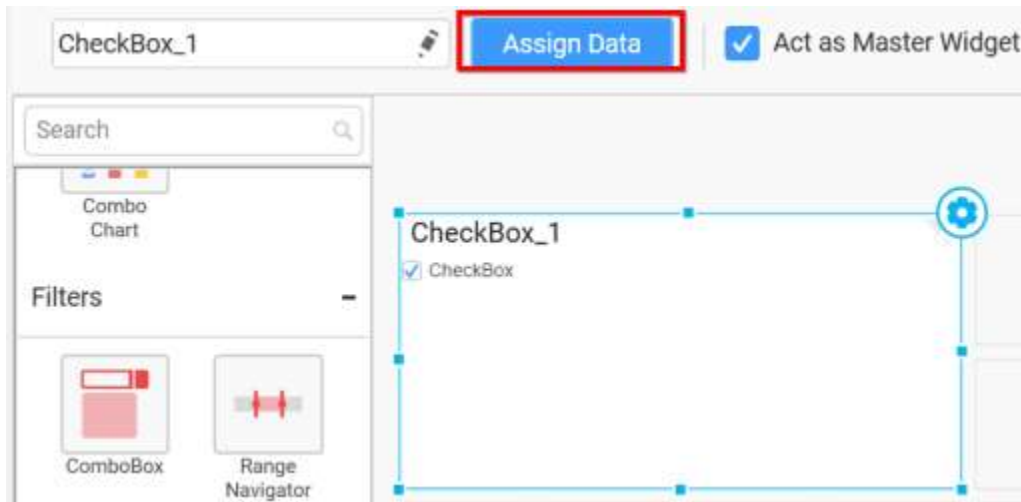 CheckBox_1
Assign Data
Act as Master Widget
Search
Combo
Chart
CheckBox_1
CheckBox
Filters
ComboBox
Range
Navigator